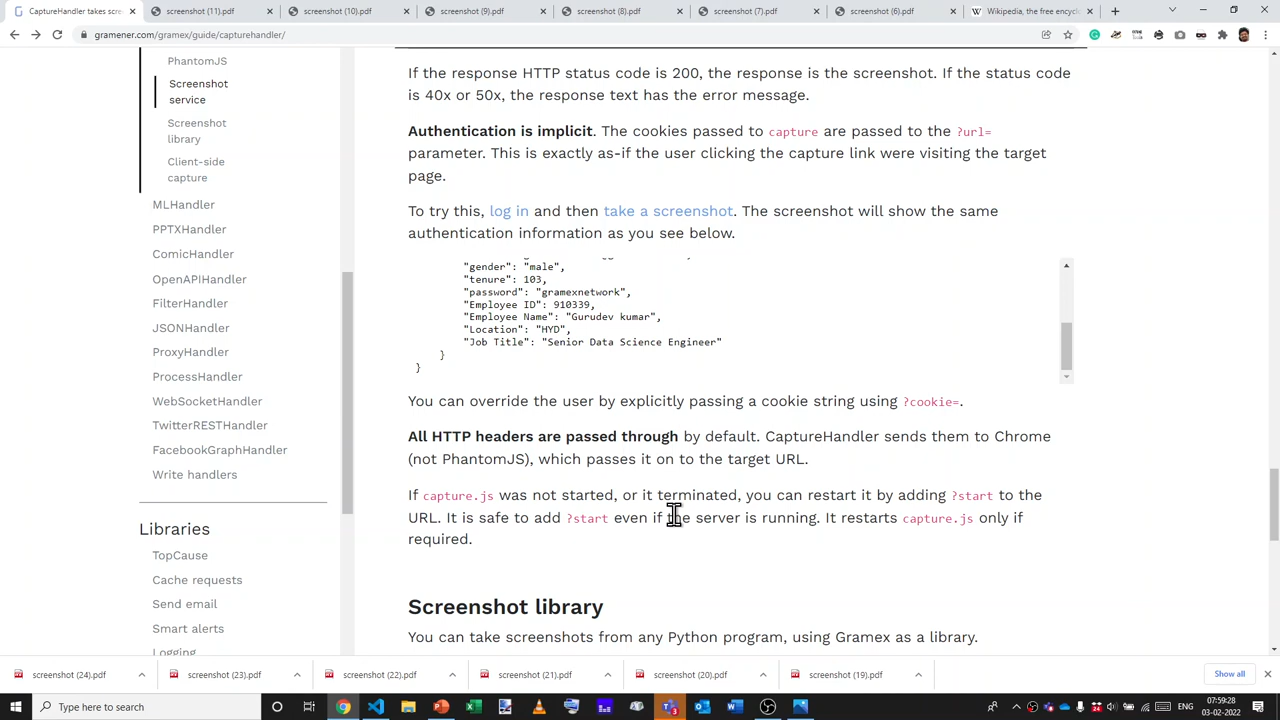 CaptureHandler takes scre
screenshot (11).pdf
screenshot (10).pdf
screenshot (9).pdf
screenshot (8).pdf
screenshot (7).pdf
screenshot (6).pdf
Wikipedia, the free encycl
gramener.com/gramex/guide/capturehandler/
PhantomJS
Screenshot
service
Screenshot
library
Client-side
capture
MLHandler
PPTXHandler
ComicHandler
OpenAPIHandler
FilterHandler
JSONHandler
ProxyHandler
ProcessHandler
WebSocketHandler
TwitterRESTHandler
FacebookGraphHandler
Write handlers
Libraries
TopCause
Cache requests
Send email
Smart alerts
Logging
If the response HTTP status code is 200, the response is the screenshot. If the status code
is 40x or 50x, the response text has the error message.
Authentication is implicit. The cookies passed to capture are passed to the ?url=
parameter. This is exactly as-if the user clicking the capture link were visiting the target
page.
To try this, log in and then take a screenshot. The screenshot will show the same
authentication information as you see below.
"gender": "male",
"tenure": 103,
"password": "gramexnetwork",
"Employee ID": 910339,
"Employee Name": "Gurudev kumar",
"Location": "HYD",
"Job Title": "Senior Data Science Engineer"
}
}
You can override the user by explicitly passing a cookie string using ?cookie=.
All HTTP headers are passed through by default. CaptureHandler sends them to Chrome
(not PhantomJS), which passes it on to the target URL.
If capture.js was not started, or it terminated, you can restart it by adding ?start to the
URL. It is safe to add ?start even if the server is running. It restarts capture.js only if
required.
Screenshot library
You can take screenshots from any Python program, using Gramex as a library.
screenshot (24).pdf
screenshot (23).pdf
screenshot (22).pdf
screenshot (21).pdf
screenshot (20).pdf
screenshot (19).pdf
Show all
Type here to search
ENG
07:59:28
03-02-2022